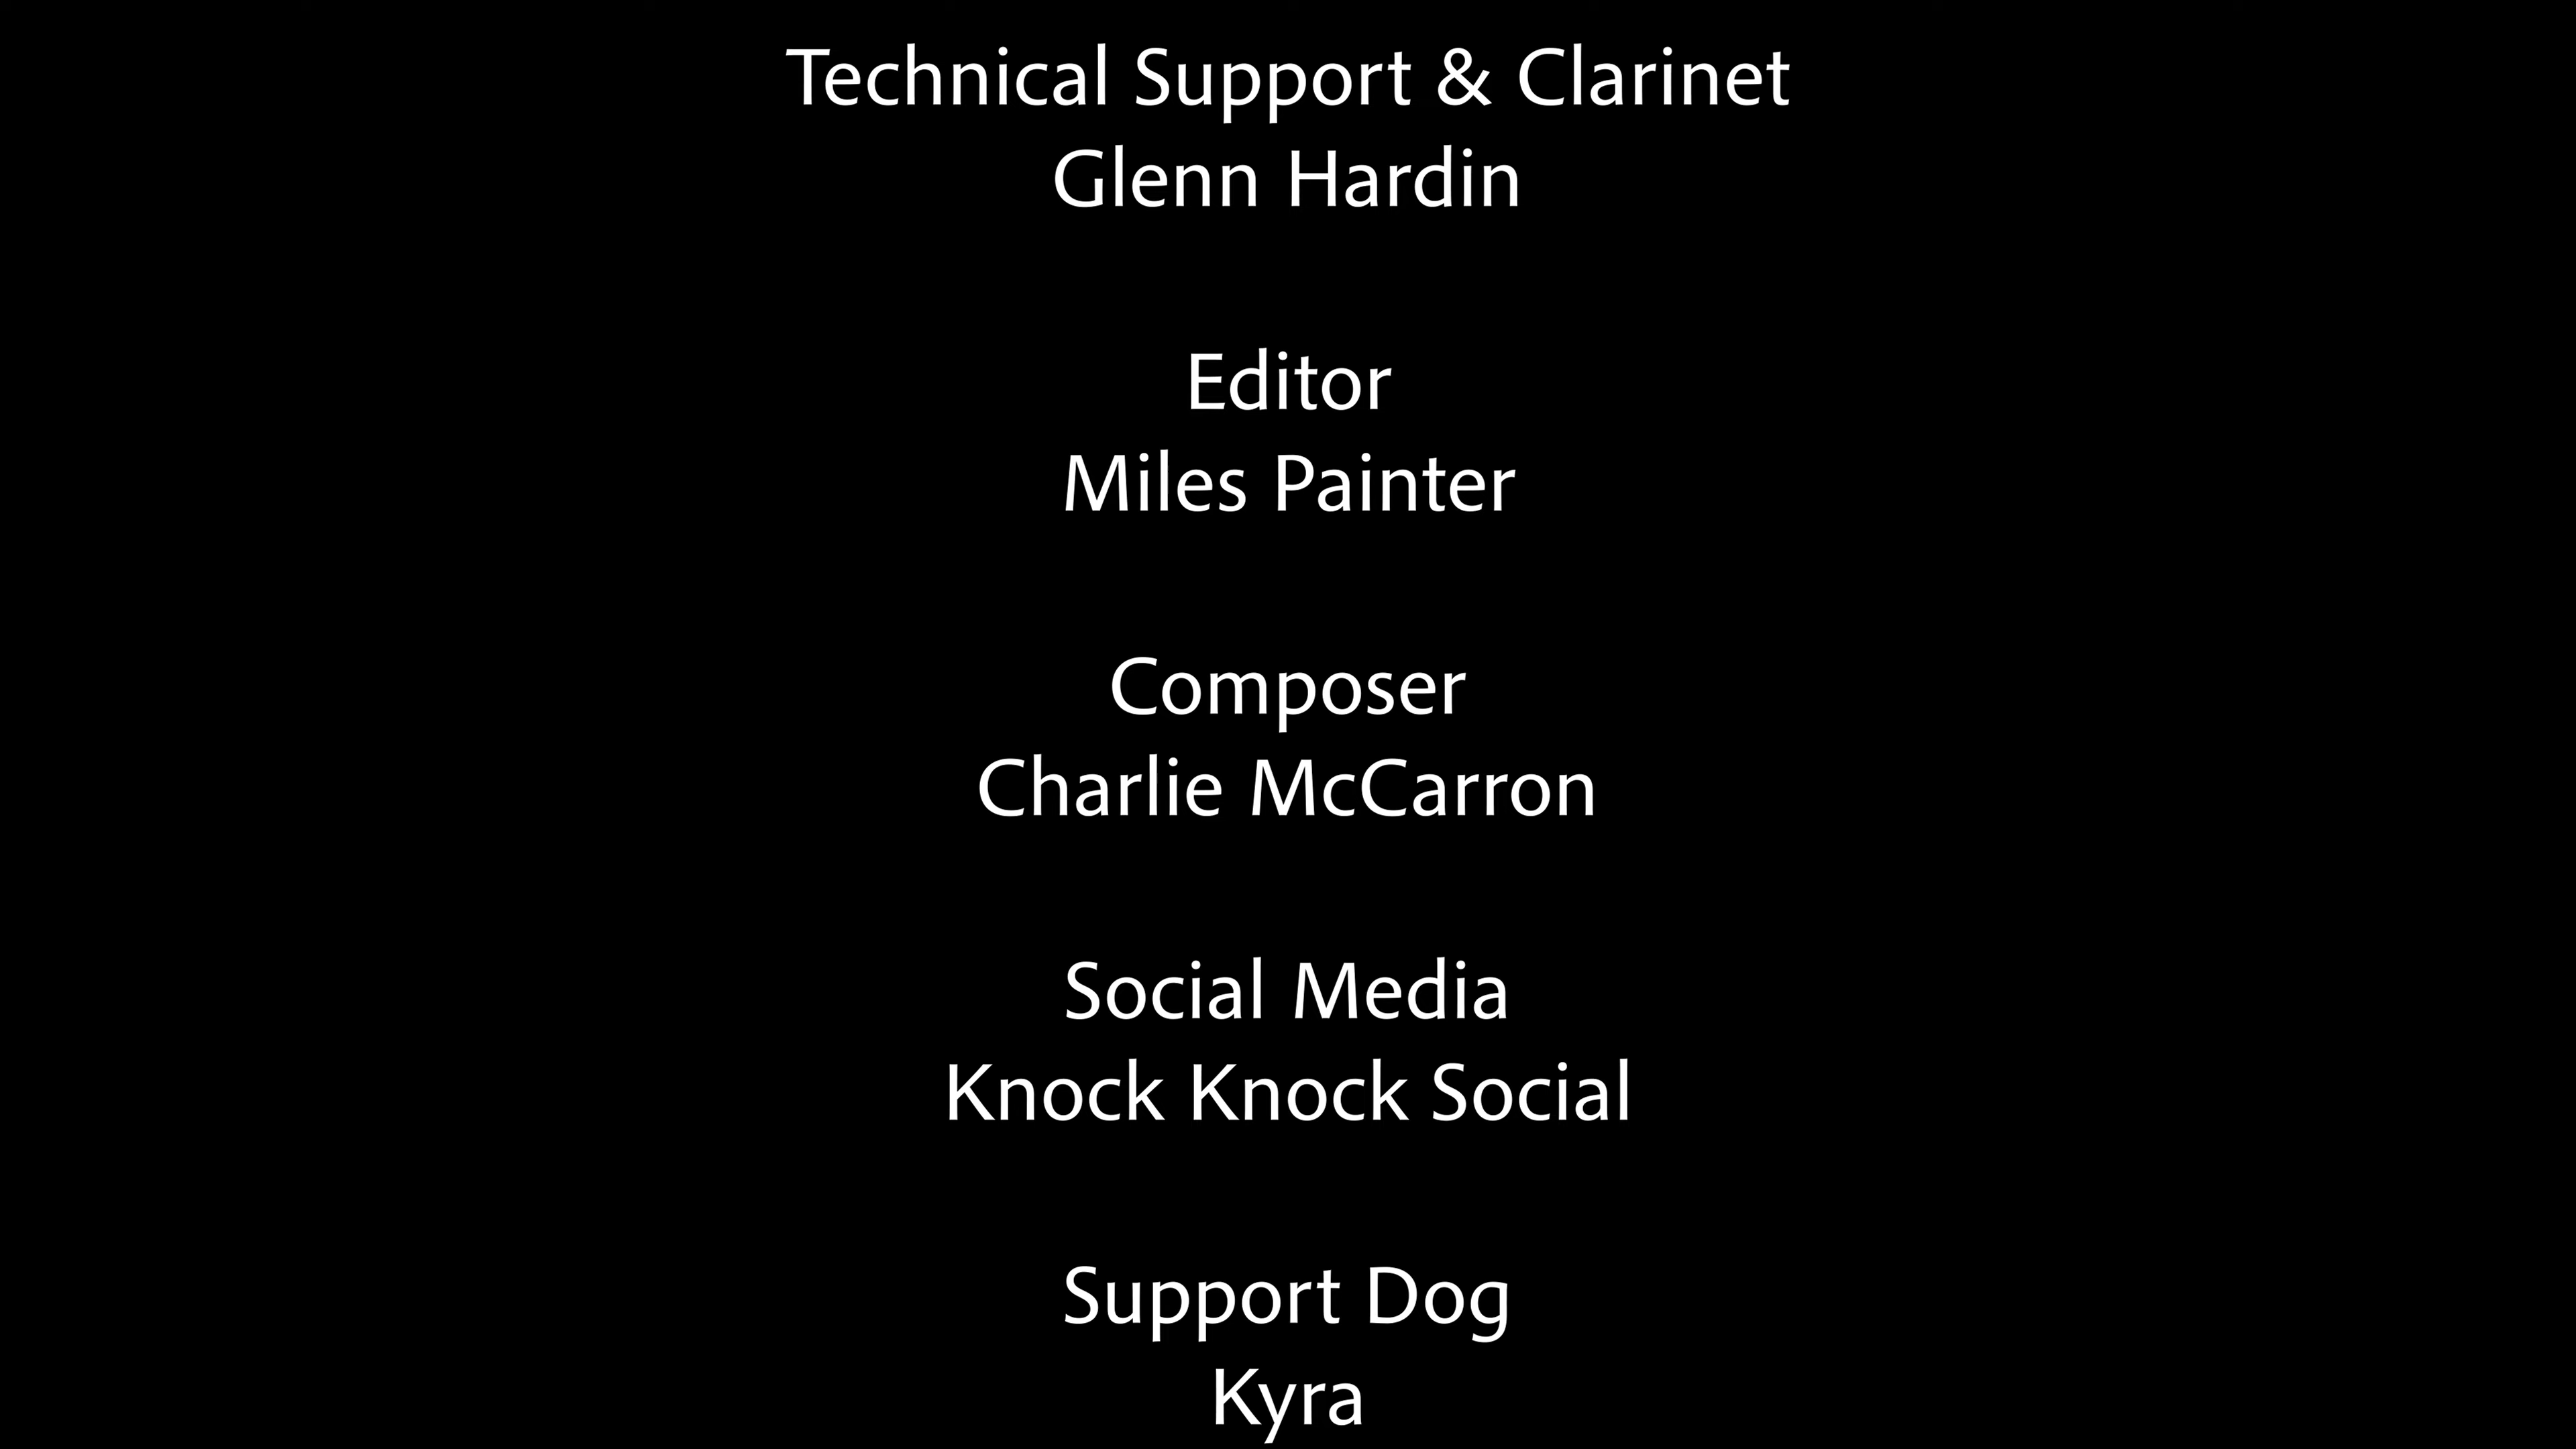 Technical Support & Clarinet
Glenn Hardin
Editor
Miles Painter
Composer
Charlie McCarron
Social Media
Knock Knock Social
Support Dog
Kyra